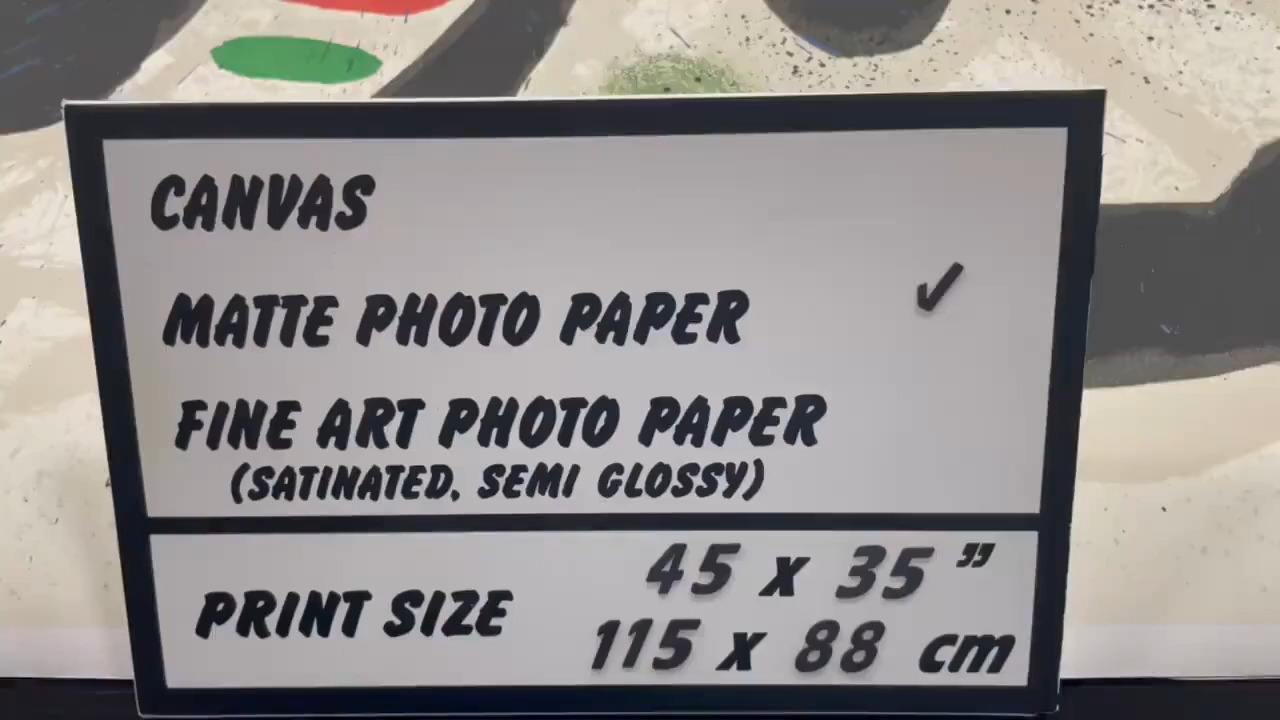 CANVAS
MATTE PHOTO PAPER ✓
FINE ART PHOTO PAPER
(SATINATED, SEMI GLOSSY)
45 x 35 ”
PRINT SIZE
115 x 88 cm